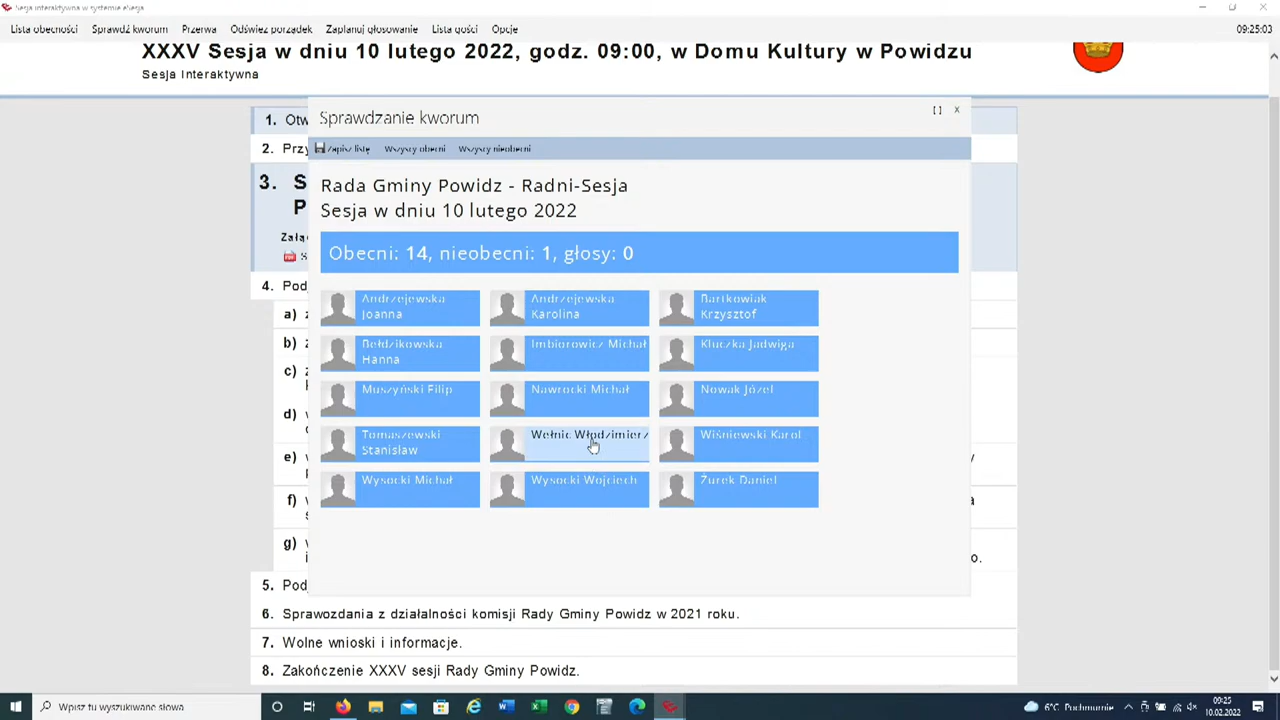 Sesja interaktywna w systemie eSesja
Lista obecności Sprawdź kworum Przerwa Odśwież porządek Zaplanuj głosowanie Lista gości Opcje 09:25:03
XXXV Sesja w dniu 10 lutego 2022, godz. 09:00, w Domu Kultury w Powidzu
Sesja Interaktywna
1. Otw
2. Przy
3. S
P
Załąc
S
4. Pod
a) z
b) z
c) z
d) w
e) w
f) w
g) w
o.
Sprawdzanie kworum
Zapisz listę Wszyscy obecni Wszyscy nieobecni
Rada Gminy Powidz - Radni-Sesja
Sesja w dniu 10 lutego 2022
Obecni: 14, nieobecni: 1, głosy: 0
Andrzejewska Joanna
Andrzejewska Karolina
Bartkowiak Krzysztof
Bełdzikowska Hanna
Imbiorowicz Michał
Kluczka Jadwiga
Muszyński Filip
Nawrocki Michał
Nowak Józef
Tomaszewski Stanisław
Wełnic Włodzimierz
Wiśniewski Karol
Wysocki Michał
Wysocki Wojciech
Żurek Daniel
5. Pod
6. Sprawozdania z działalności komisji Rady Gminy Powidz w 2021 roku.
7. Wolne wnioski i informacje.
8. Zakończenie XXXV sesji Rady Gminy Powidz.
Wpisz tu wyszukiwane słowa
6°C Pochmurnie
09:25
10.02.2022